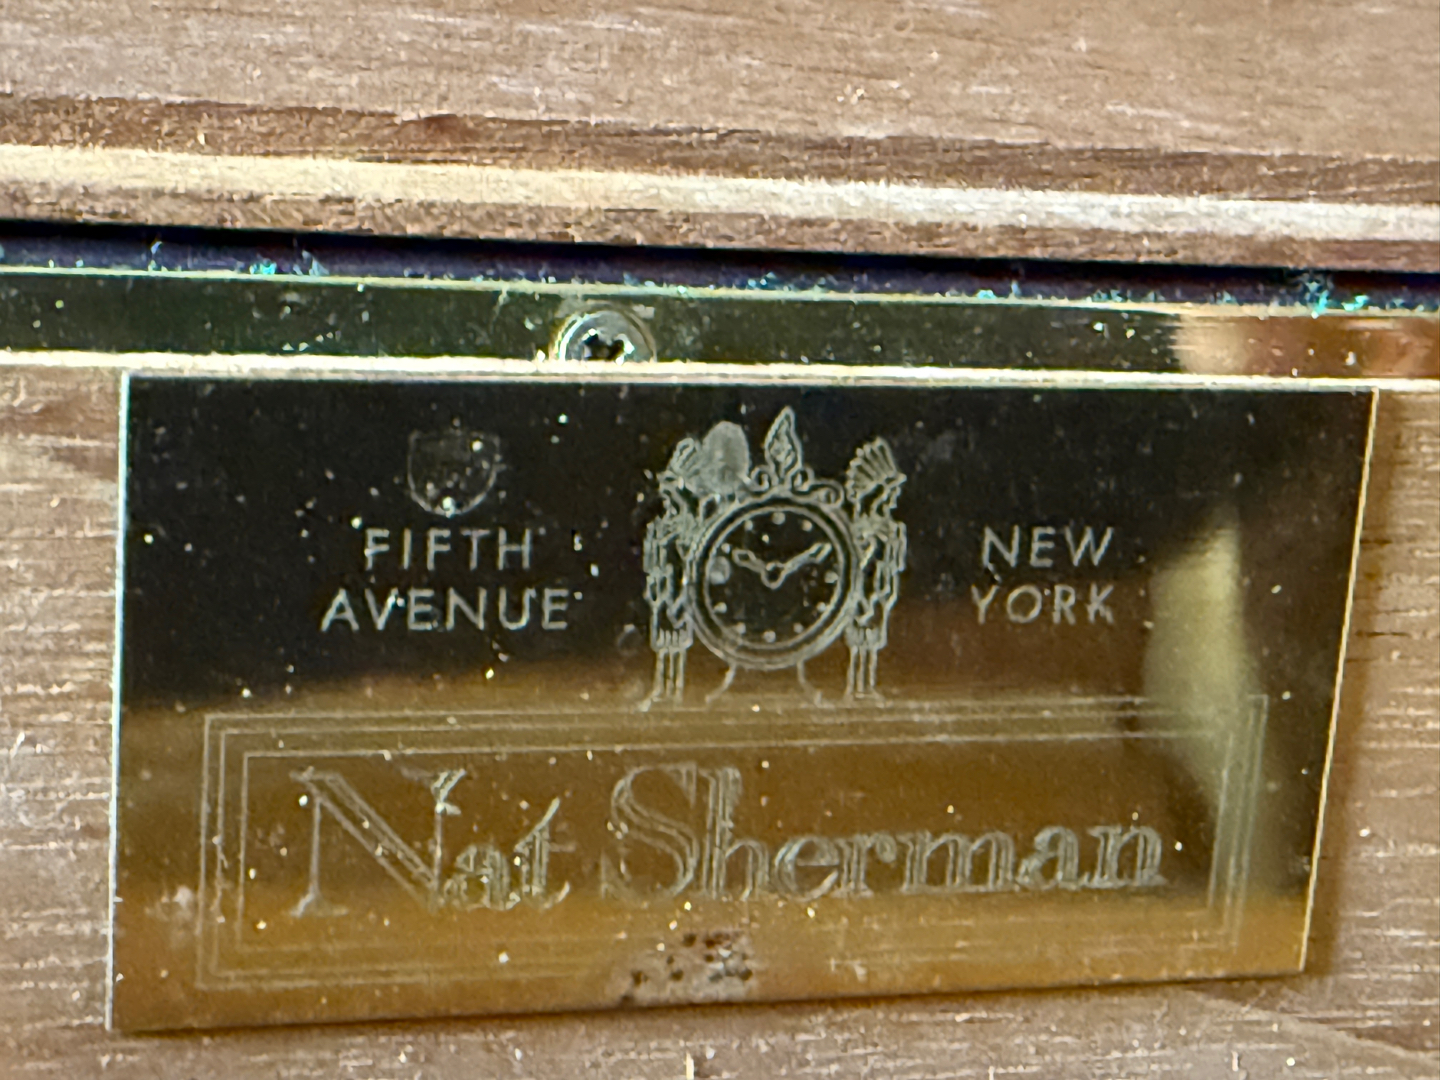 FIFTH
AVENUE
NEW
YORK
Nat Sherman